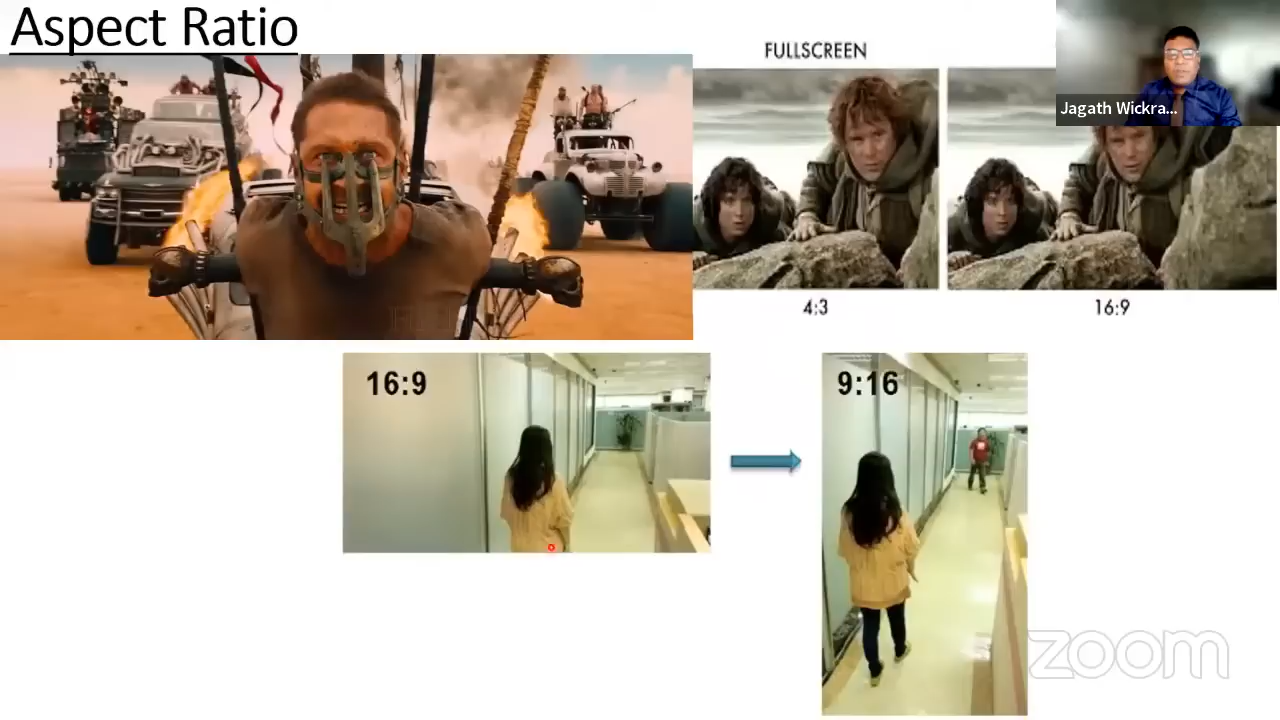 Aspect Ratio
FULLSCREEN
Jagath Wickra...
4:3
16:9
16:9
9:16
zoom